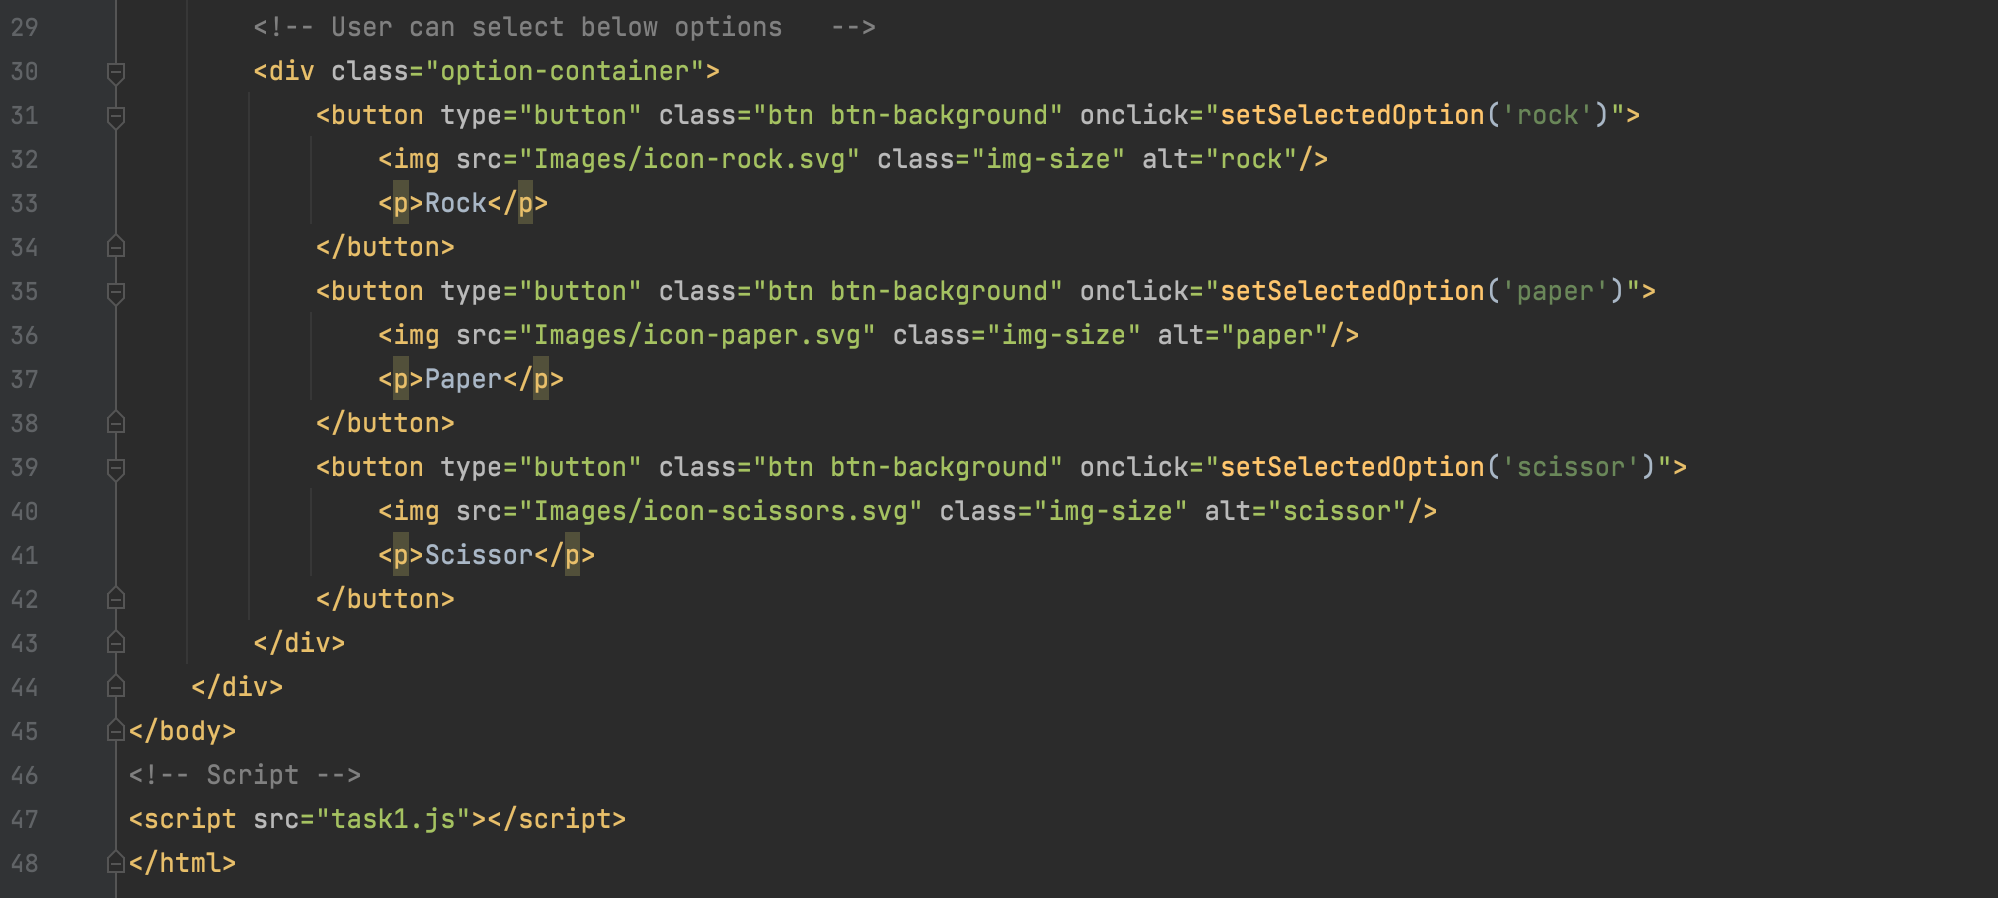 29 <!-- User can select below options   -->
30 <div class="option-container">
31 <button type="button" class="btn btn-background" onclick="setSelectedOption('rock')">
32 <img src="Images/icon-rock.svg" class="img-size" alt="rock"/>
33 <p>Rock</p>
34 </button>
35 <button type="button" class="btn btn-background" onclick="setSelectedOption('paper')">
36 <img src="Images/icon-paper.svg" class="img-size" alt="paper"/>
37 <p>Paper</p>
38 </button>
39 <button type="button" class="btn btn-background" onclick="setSelectedOption('scissor')">
40 <img src="Images/icon-scissors.svg" class="img-size" alt="scissor"/>
41 <p>Scissor</p>
42 </button>
43 </div>
44 </div>
45 </body>
46 <!-- Script -->
47 <script src="task1.js"></script>
48 </html>